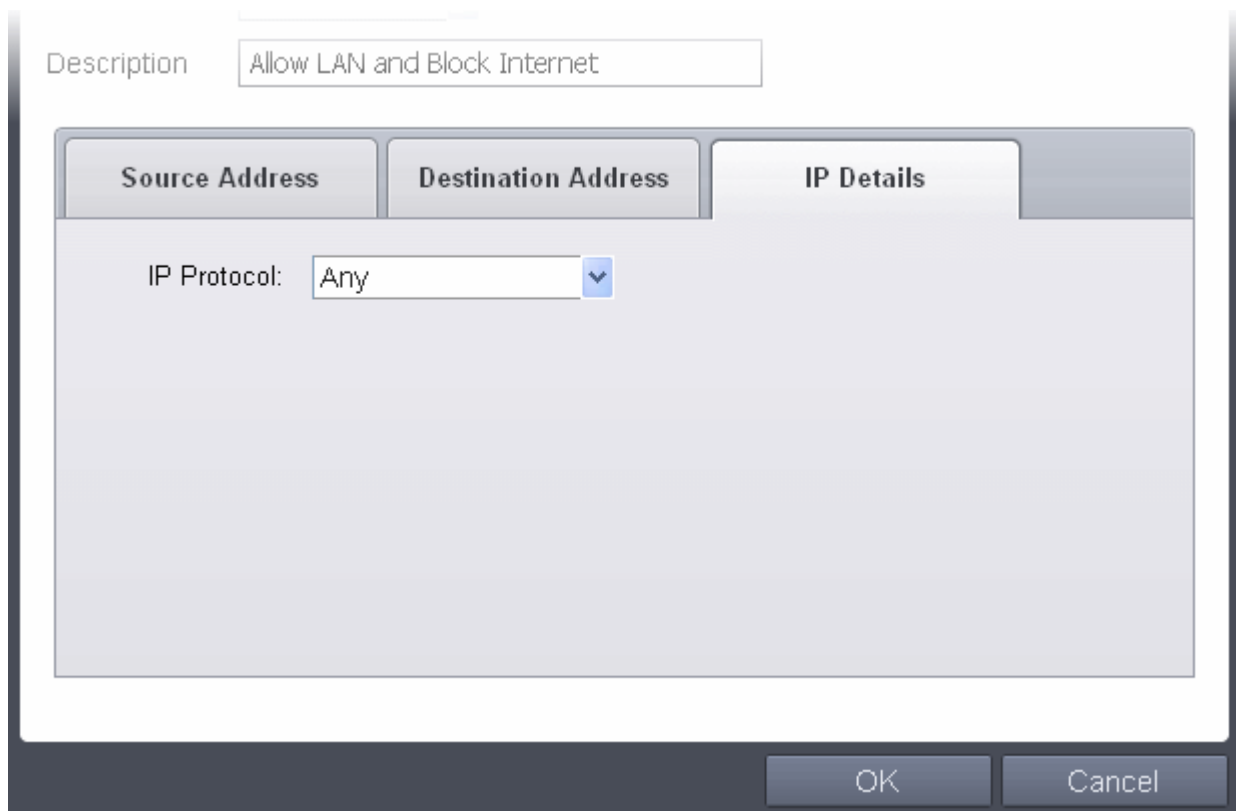 Description Allow LAN and Block Internet
Source Address Destination Address IP Details
IP Protocol: Any
OK Cancel